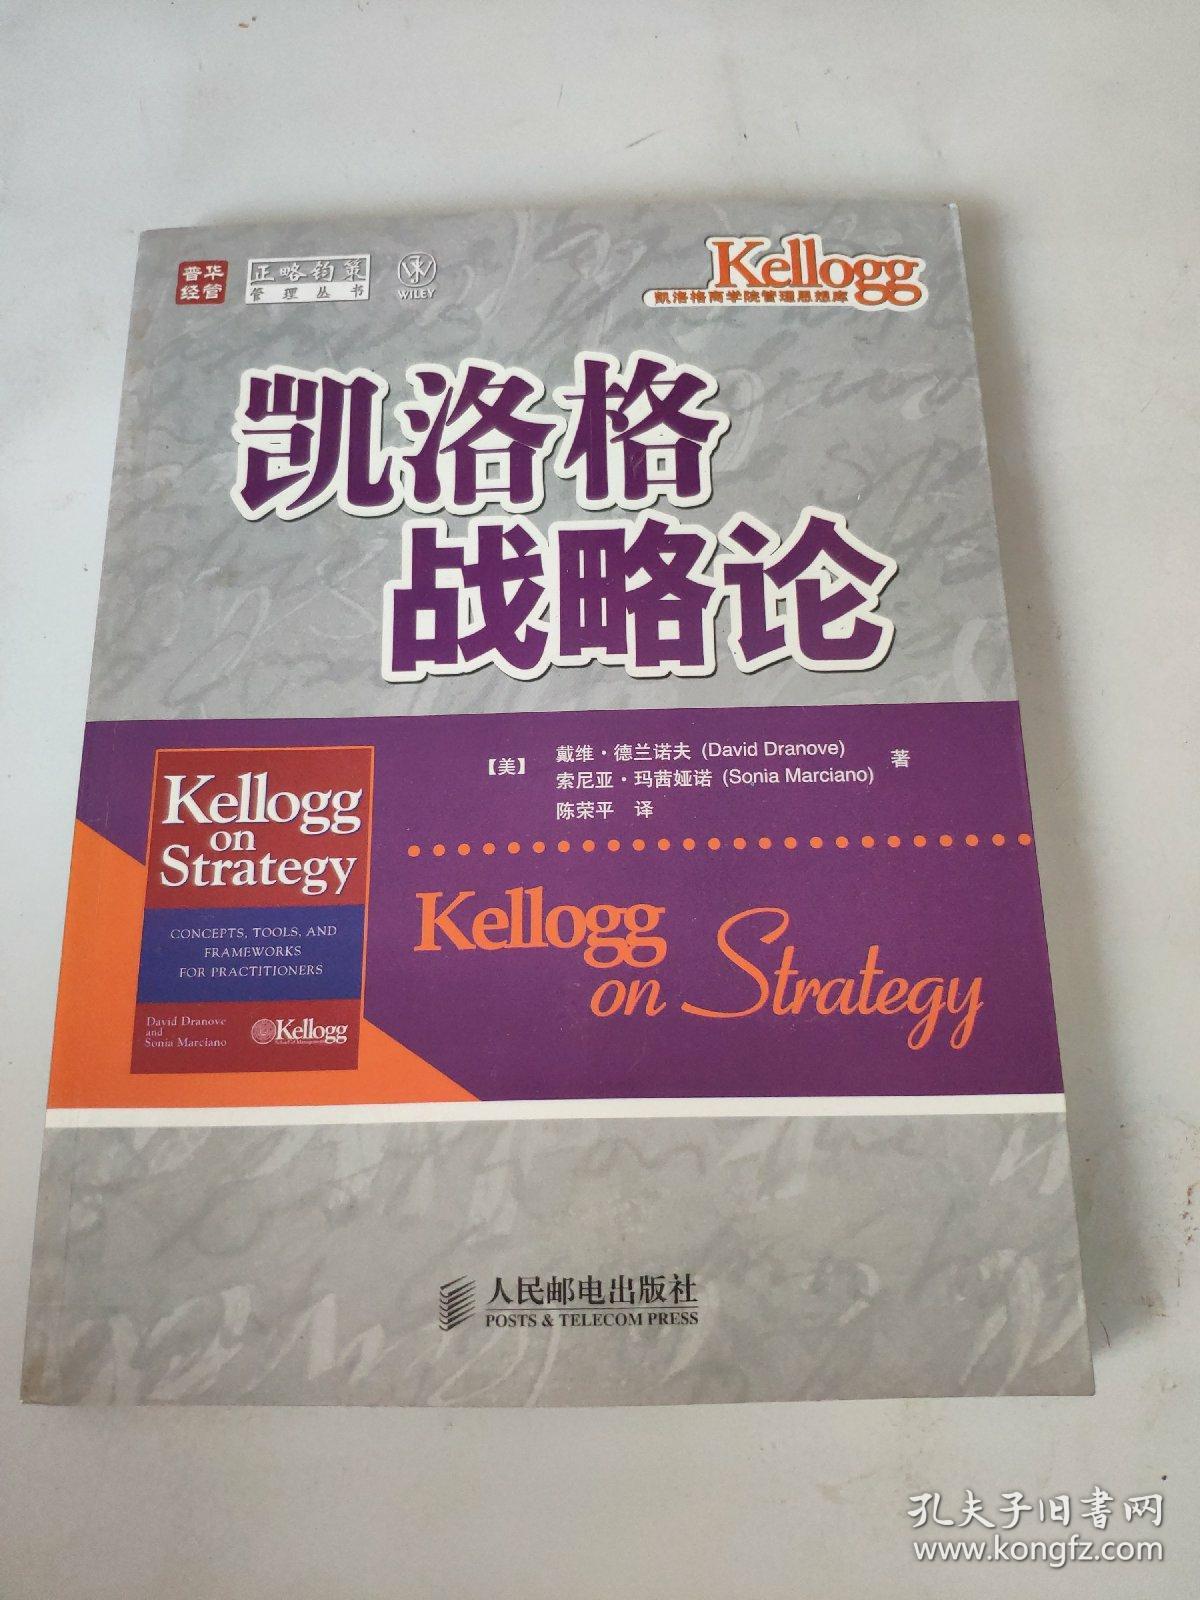 普华
经管
正略钧策
管理丛书
WILEY
Kellogg
凯洛格商学院管理思想库
凯洛格
战略论
【美】
戴维·德兰诺夫 (David Dranove)
索尼亚·玛茜娅诺 (Sonia Marciano)
著
陈荣平 译
Kellogg
on
Strategy
CONCEPTS, TOOLS, AND
FRAMEWORKS
FOR PRACTITIONERS
David Dranove
and
Sonia Marciano
Kellogg
School of Management
Kellogg
on Strategy
人民邮电出版社
POSTS & TELECOM PRESS
孔夫子旧书网
www.kongfz.com